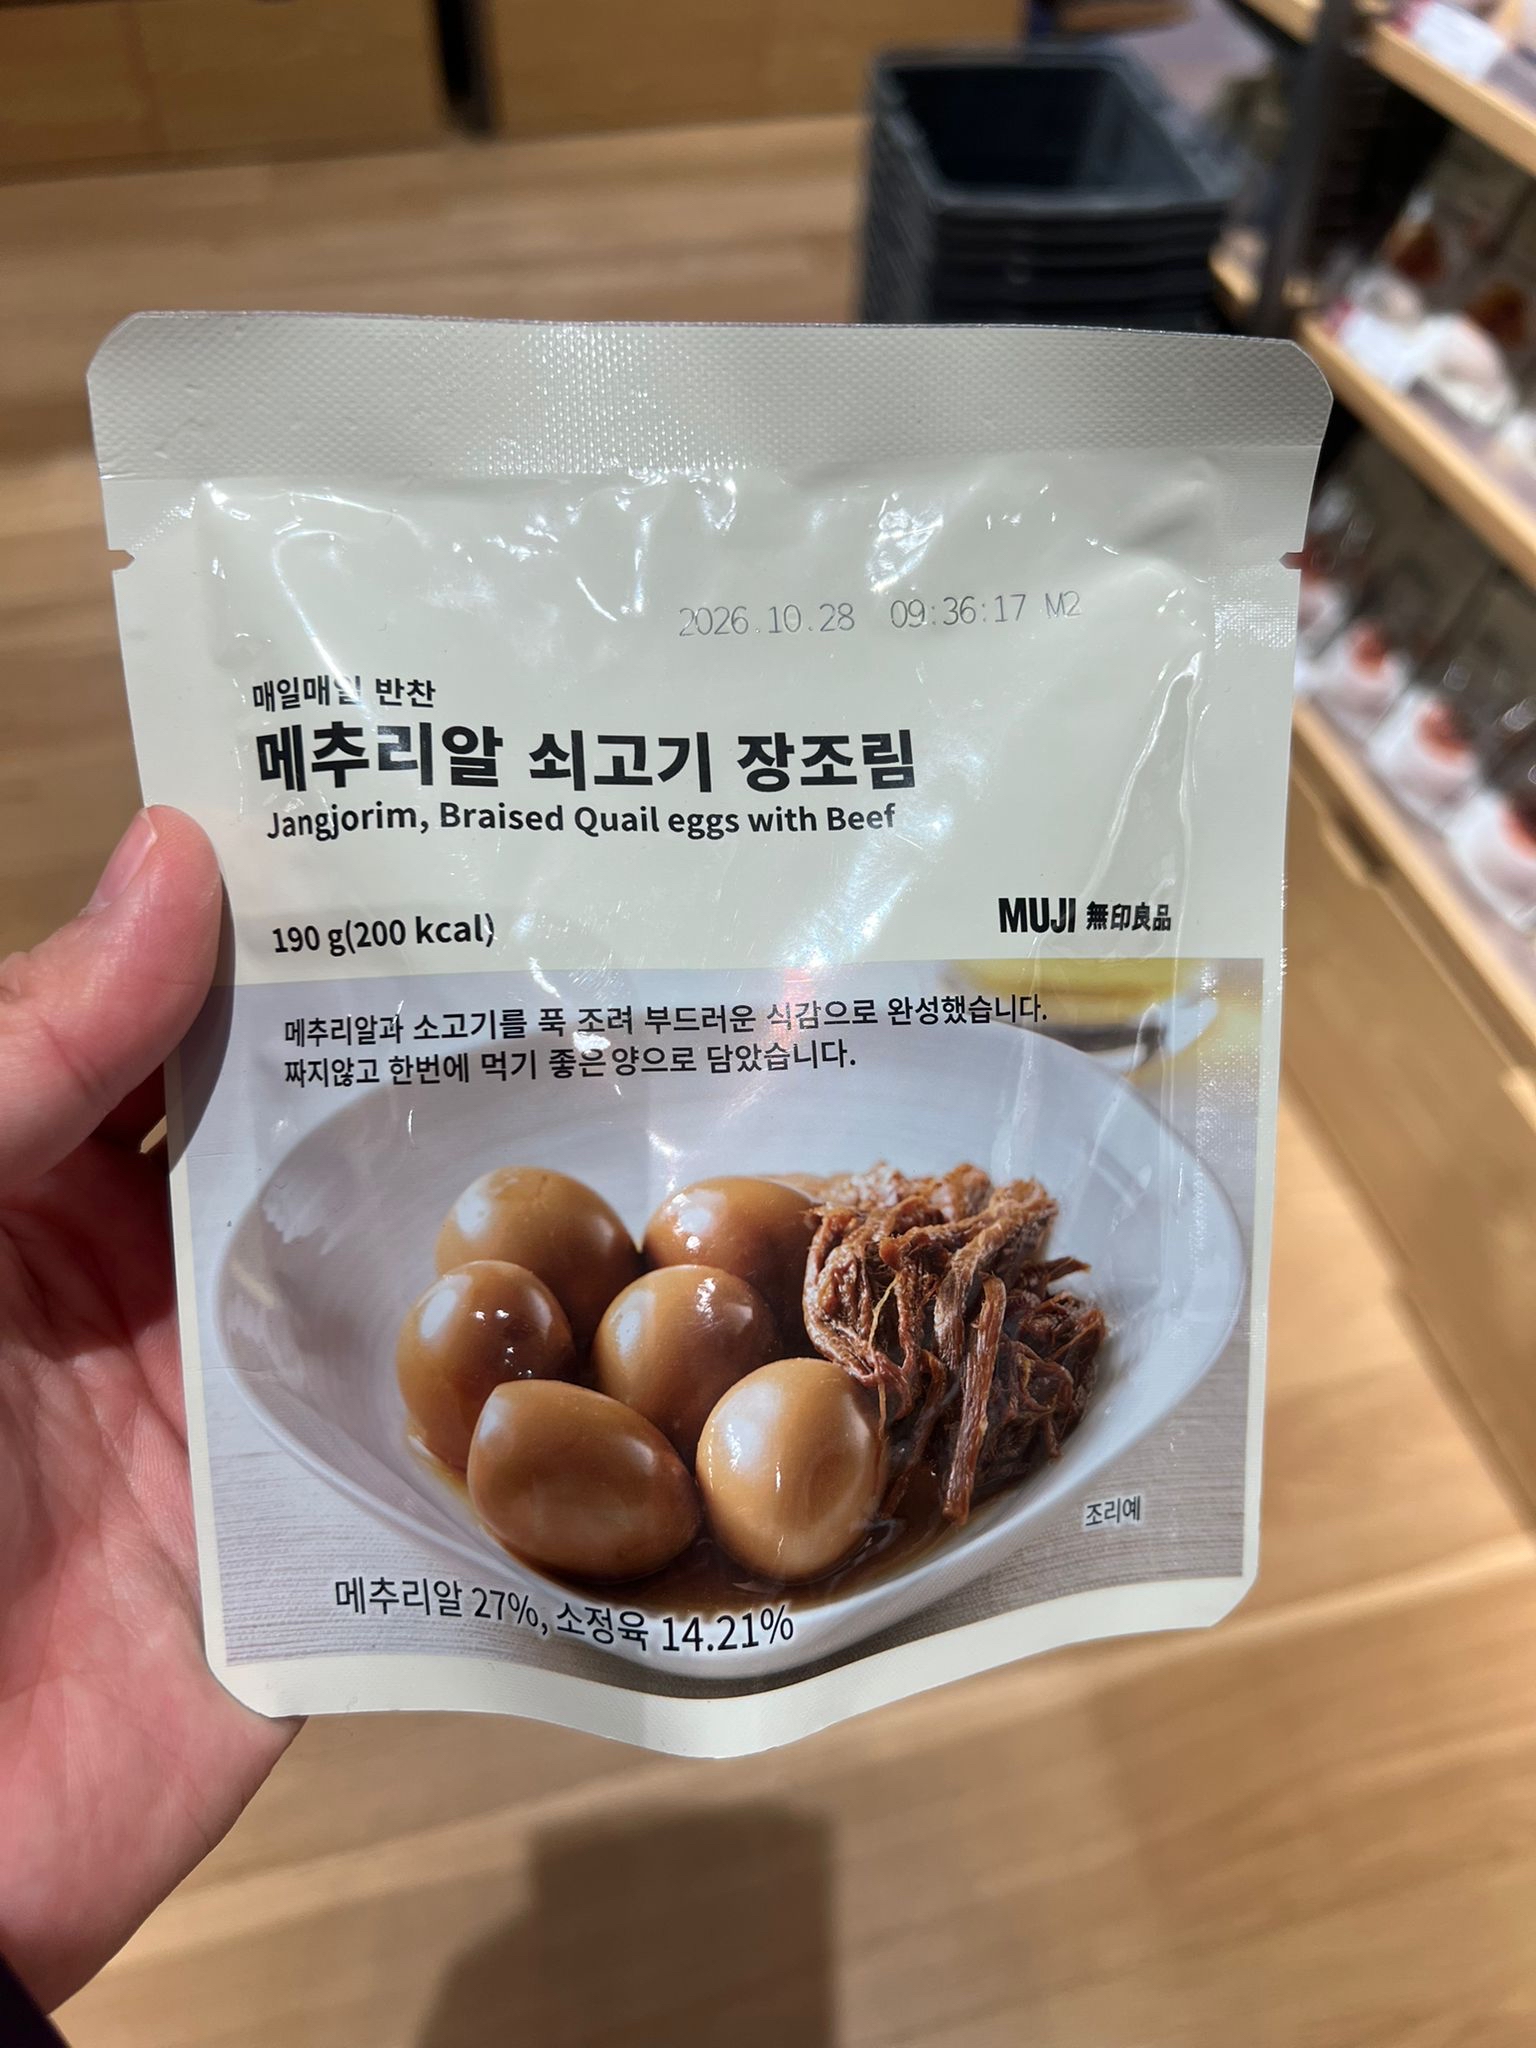 2026.10.28 09:36:17 M2
매일매일 반찬
메추리알 쇠고기 장조림
Jangjorim, Braised Quail eggs with Beef
190 g(200 kcal)
MUJI 無印良品
메추리알과 소고기를 푹 조려 부드러운 식감으로 완성했습니다.
짜지않고 한번에 먹기 좋은 양으로 담았습니다.
조리예
메추리알 27%, 소정육 14.21%